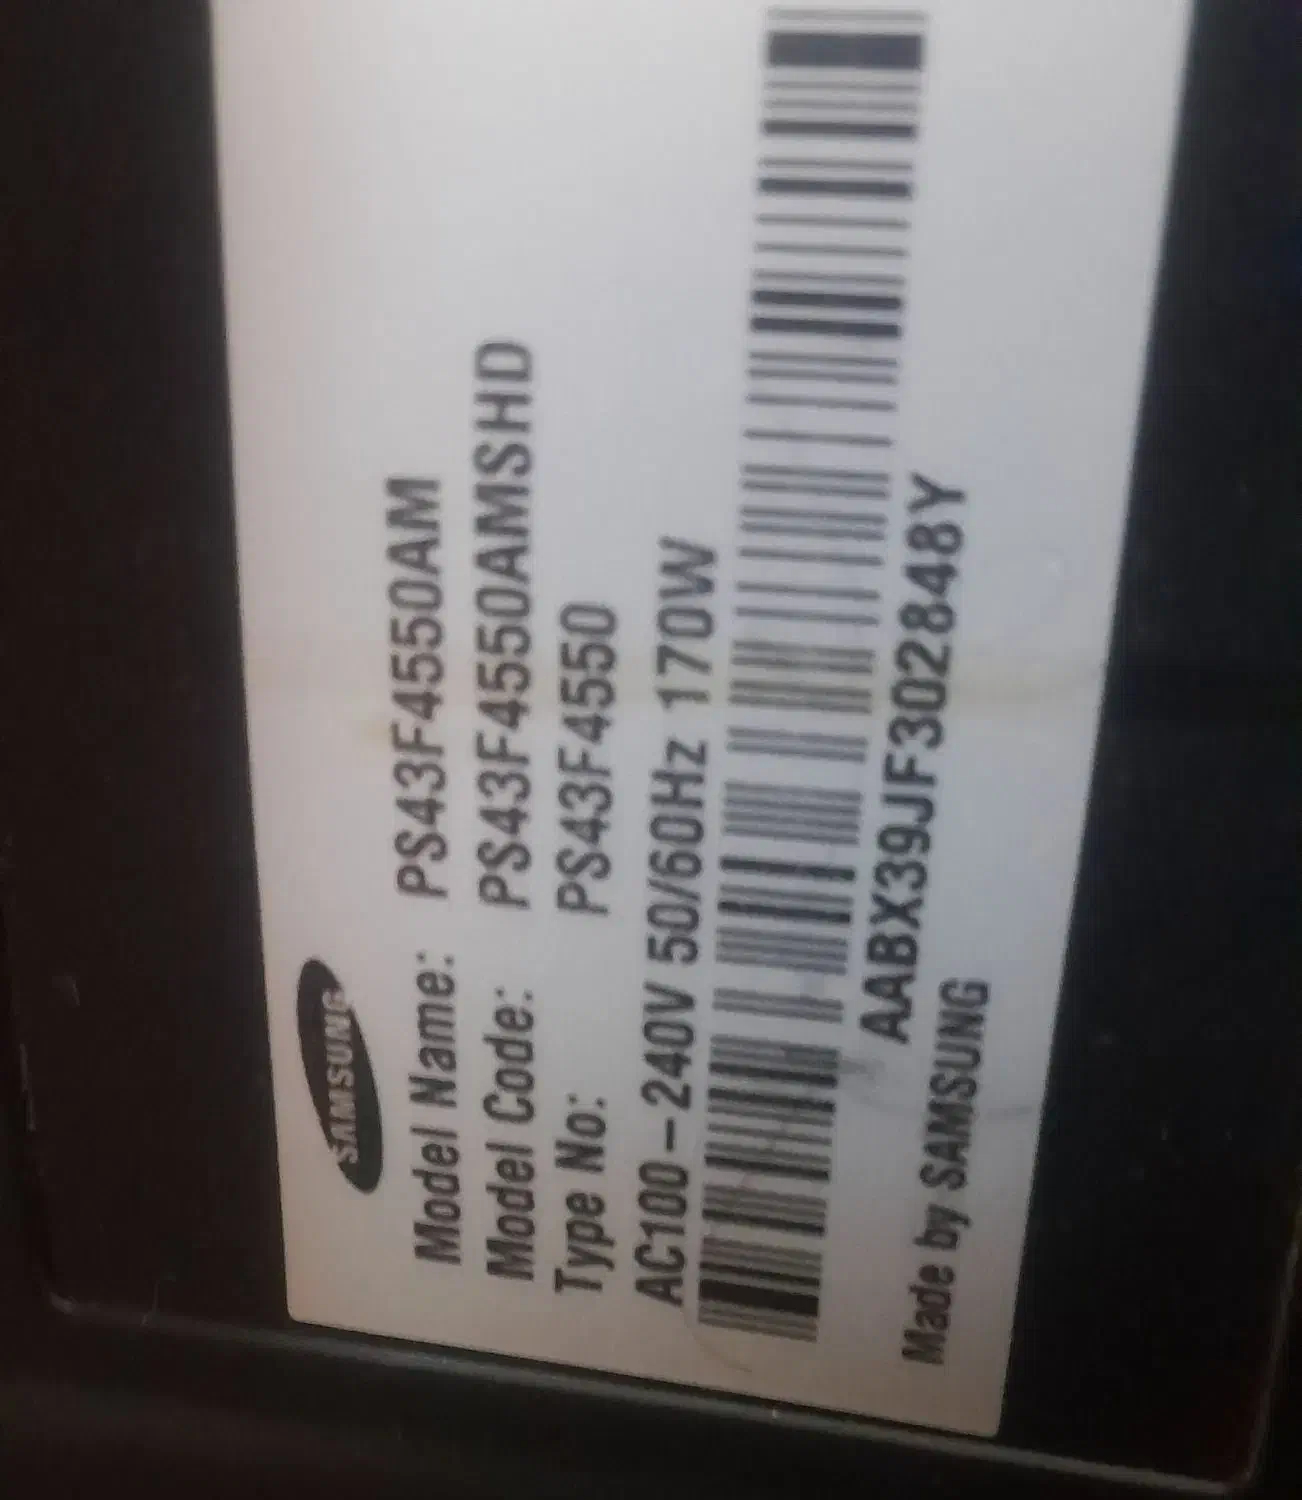 SAMSUNG
Model Name: PS43F4550AM
Model Code: PS43F4550AMSHD
Type No: PS43F4550
AC100-240V 50/60Hz 170W
AABX39JF302848Y
Made by SAMSUNG